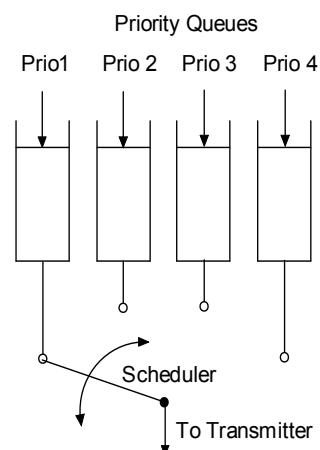 Priority Queues
Prio1 Prio 2 Prio 3 Prio 4
Scheduler
To Transmitter